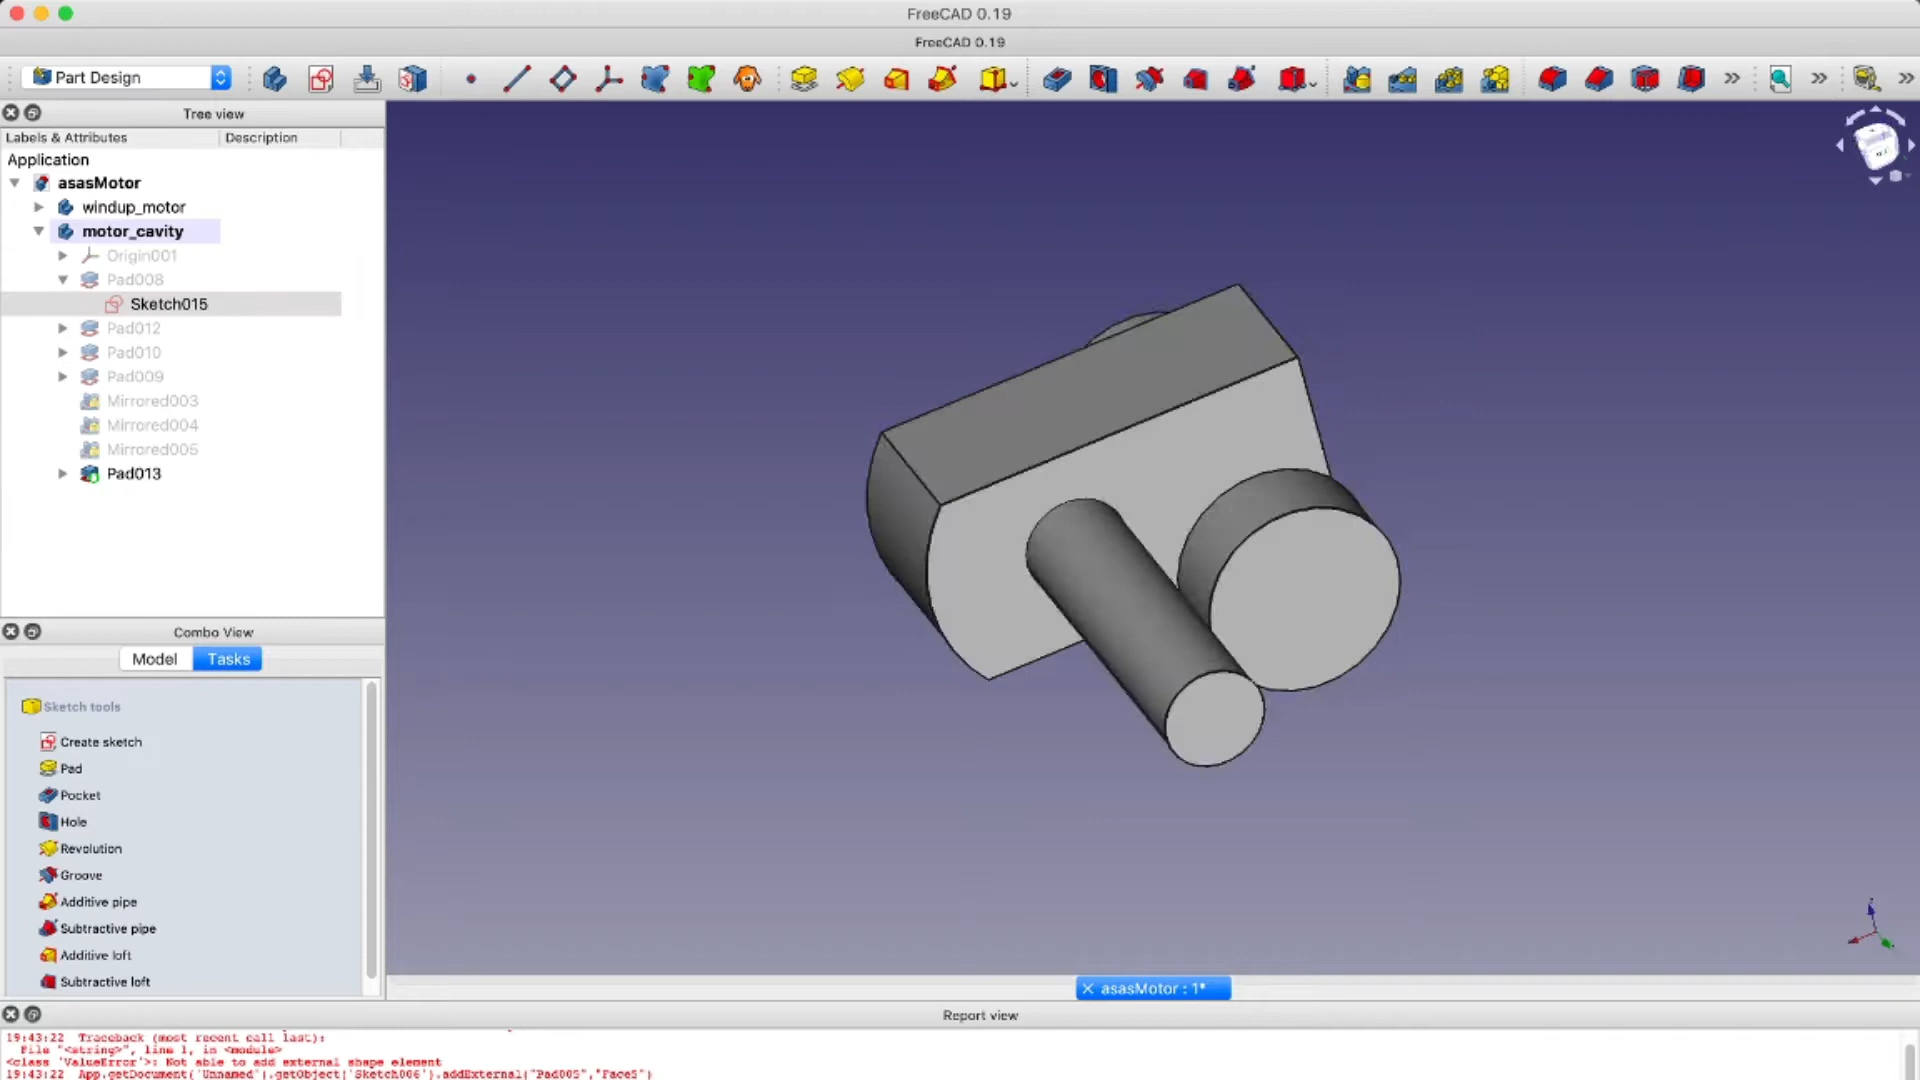 FreeCAD 0.19
FreeCAD 0.19
Part Design
Tree view
Labels & Attributes
Description
Application
asasMotor
windup_motor
motor_cavity
Origin001
Pad008
Sketch015
Pad012
Pad010
Pad009
Mirrored003
Mirrored004
Mirrored005
Pad013
Combo View
Model
Tasks
Sketch tools
Create sketch
Pad
Pocket
Hole
Revolution
Groove
Additive pipe
Subtractive pipe
Additive loft
Subtractive loft
asasMotor : 1*
Report view
19:43:22 Traceback (most recent call last):
File "<string>", line 1, in <module>
<class 'ValueError'>: Not able to add external shape element
19:43:22 App.getDocument('Unnamed').getObject('Sketch006').addExternal("Pad005","Face5")